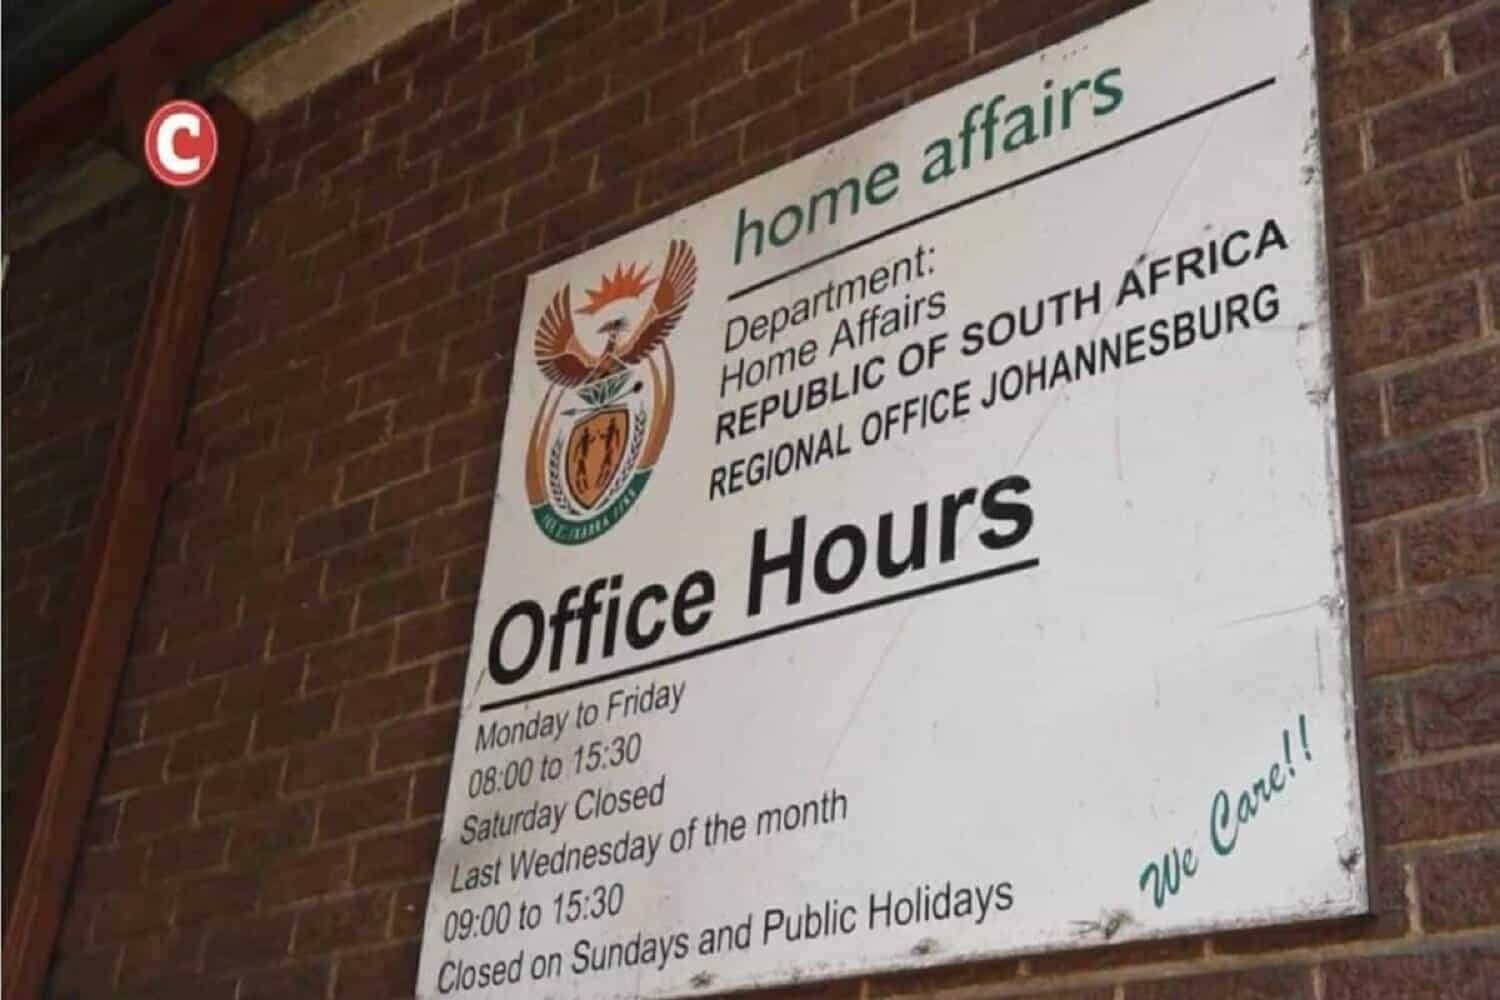 C
home affairs
Department:
Home Affairs
REPUBLIC OF SOUTH AFRICA
REGIONAL OFFICE JOHANNESBURG
Office Hours
Monday to Friday
08:00 to 15:30
Saturday Closed
Last Wednesday of the month
09:00 to 15:30
Closed on Sundays and Public Holidays
We Care!!